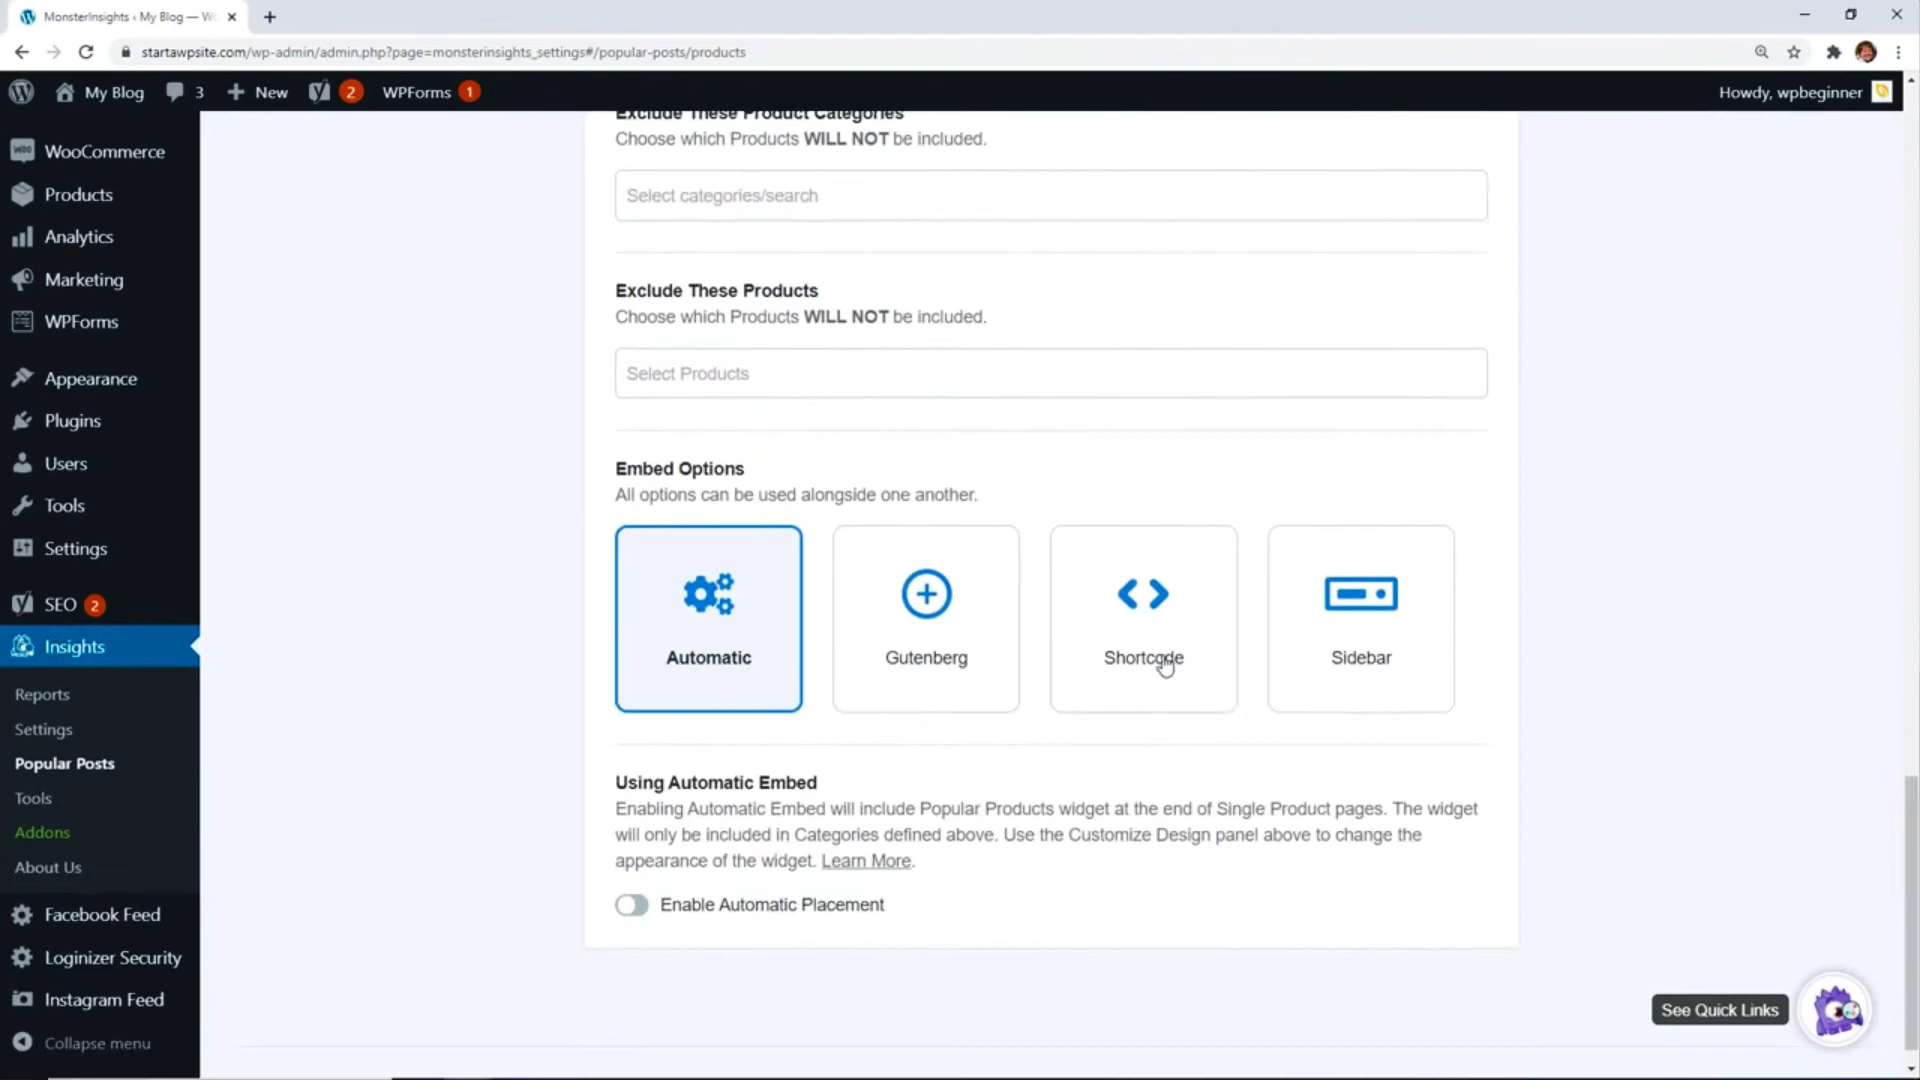 MonsterInsights ‹ My Blog — Wo
startawpsite.com/wp-admin/admin.php?page=monsterinsights_settings#/popular-posts/products
My Blog 3 New 2 WPForms 1 Howdy, wpbeginner
WooCommerce
Products
Analytics
Marketing
WPForms
Appearance
Plugins
Users
Tools
Settings
SEO 2
Insights
Reports
Settings
Popular Posts
Tools
Addons
About Us
Facebook Feed
Loginizer Security
Instagram Feed
Collapse menu
Exclude These Product Categories
Choose which Products WILL NOT be included.
Select categories/search
Exclude These Products
Choose which Products WILL NOT be included.
Select Products
Embed Options
All options can be used alongside one another.
Automatic Gutenberg Shortcode Sidebar
Using Automatic Embed
Enabling Automatic Embed will include Popular Products widget at the end of Single Product pages. The widget
will only be included in Categories defined above. Use the Customize Design panel above to change the
appearance of the widget. Learn More.
Enable Automatic Placement
See Quick Links